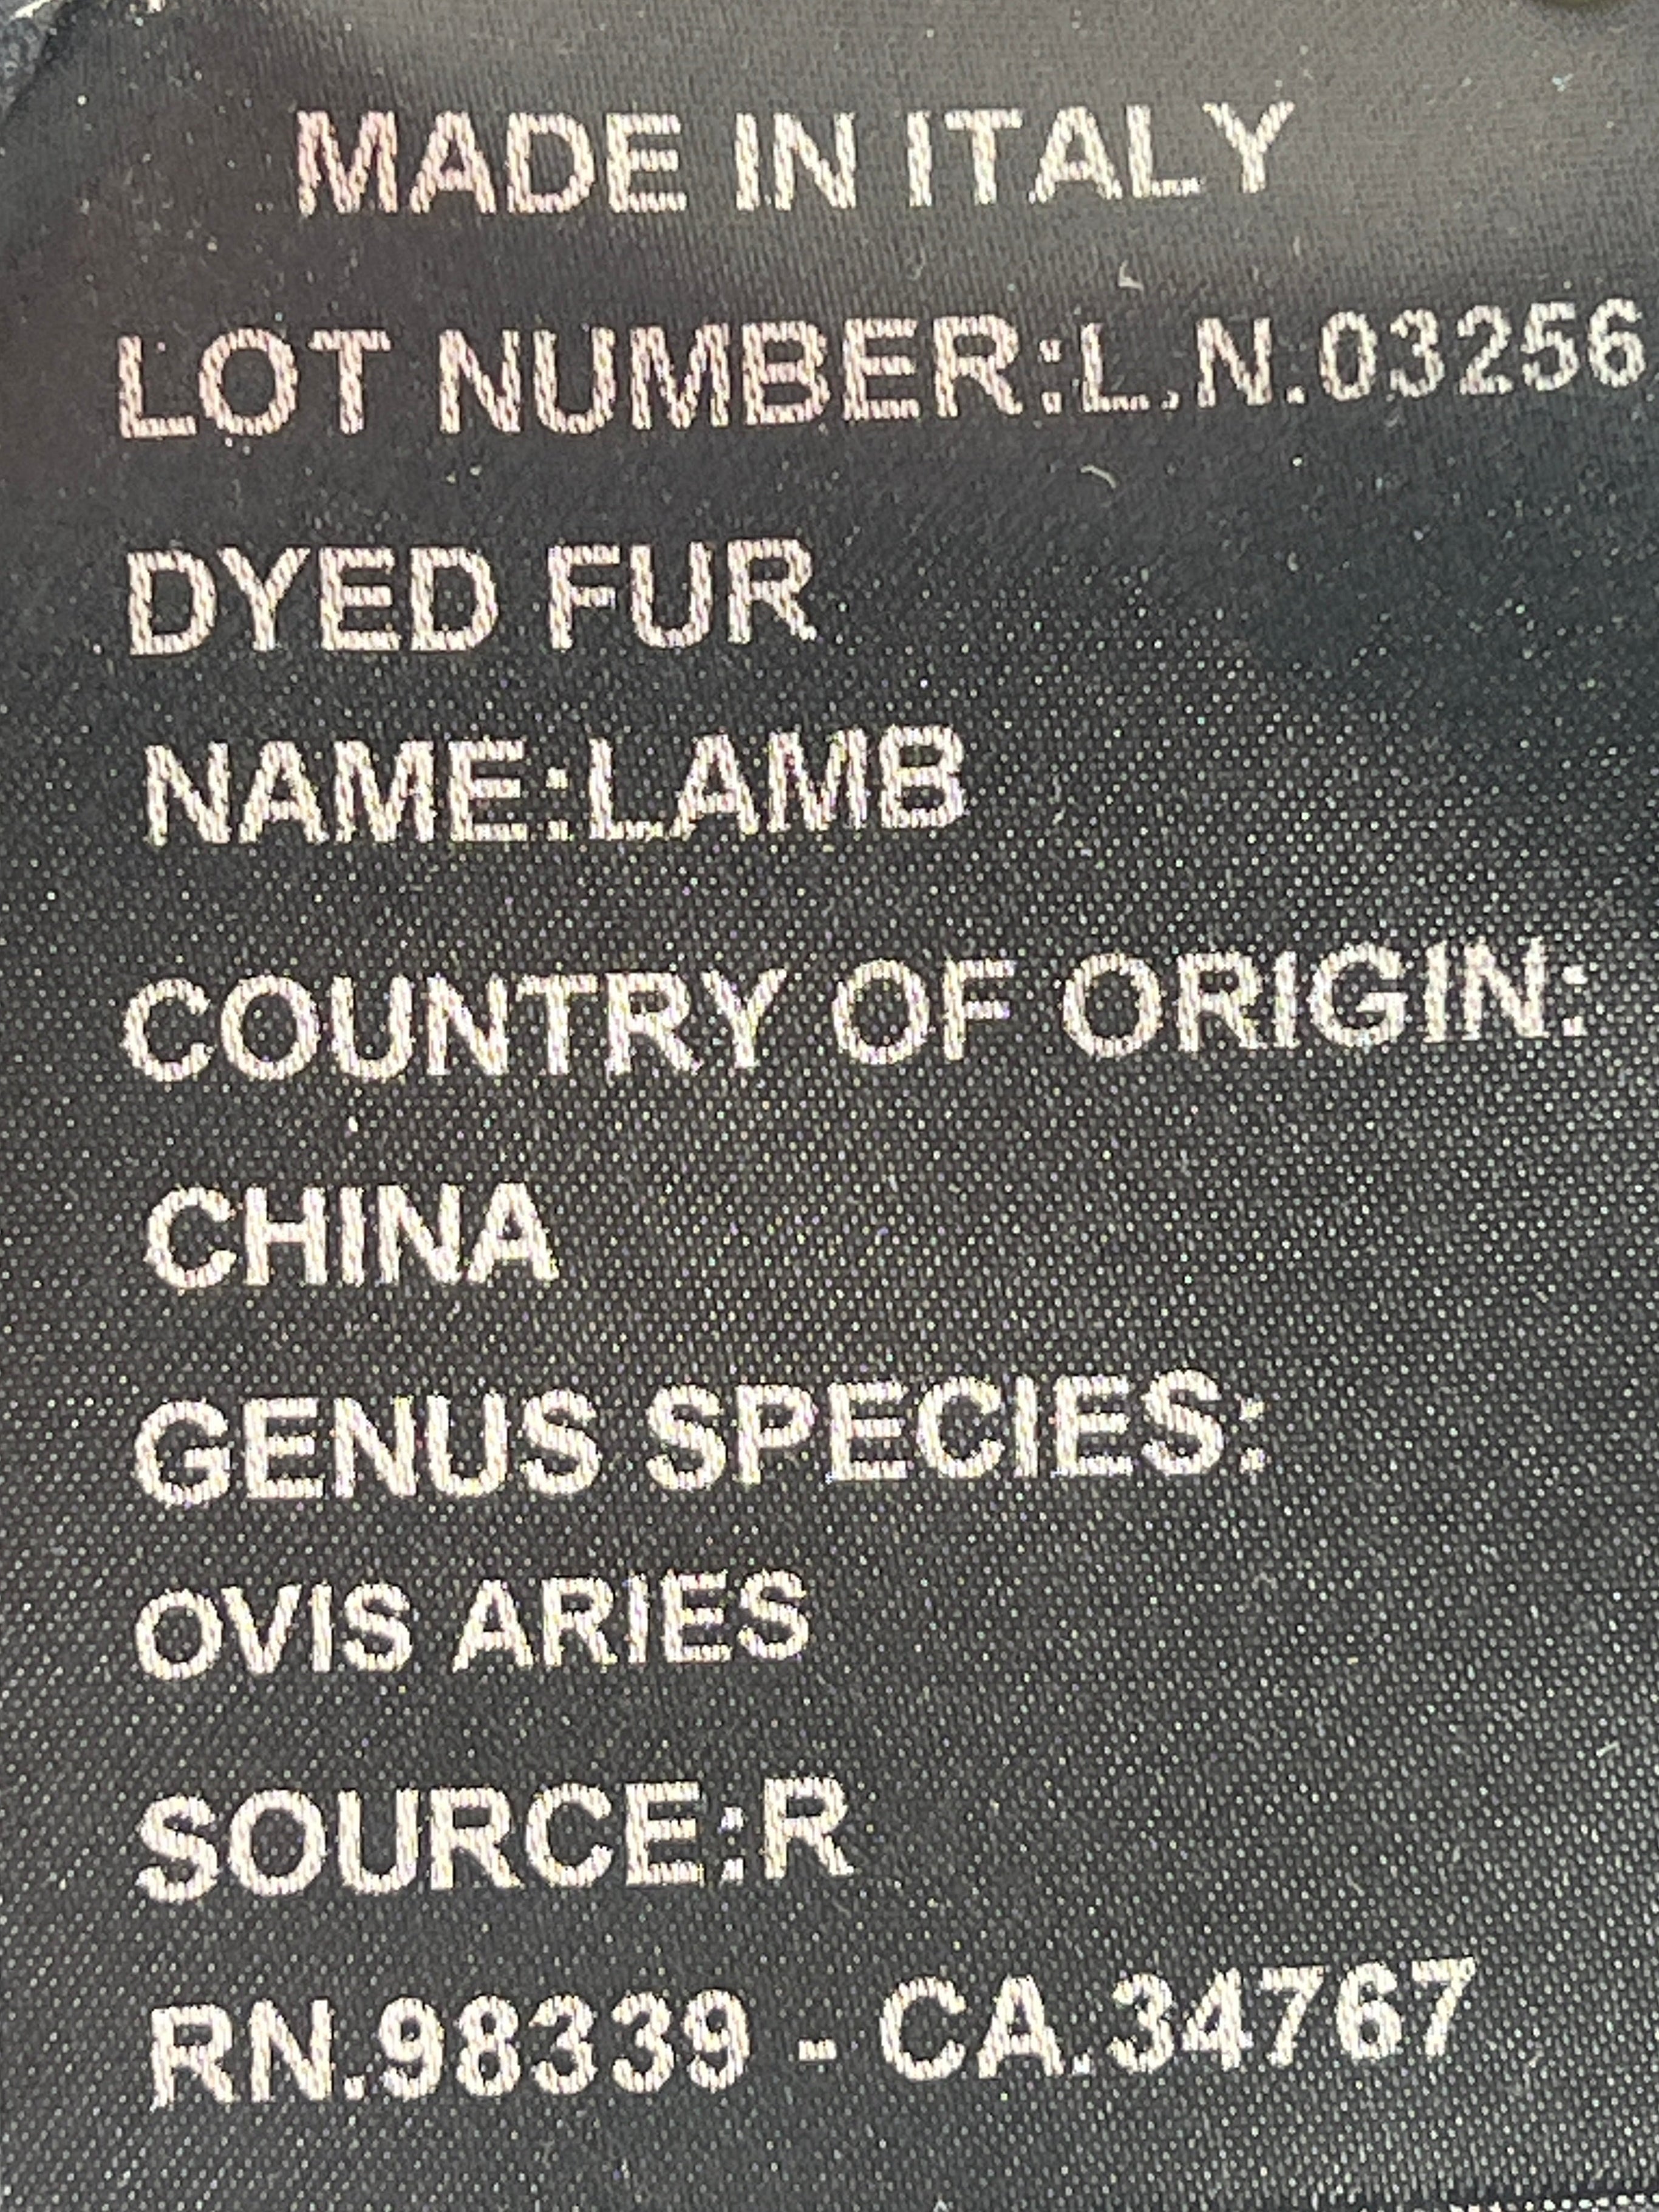 MADE IN ITALY
LOT NUMBER:L.N.03256
DYED FUR
NAME:LAMB
COUNTRY OF ORIGIN:
CHINA
GENUS SPECIES:
OVIS ARIES
SOURCE:R
RN.98339 - CA.34767